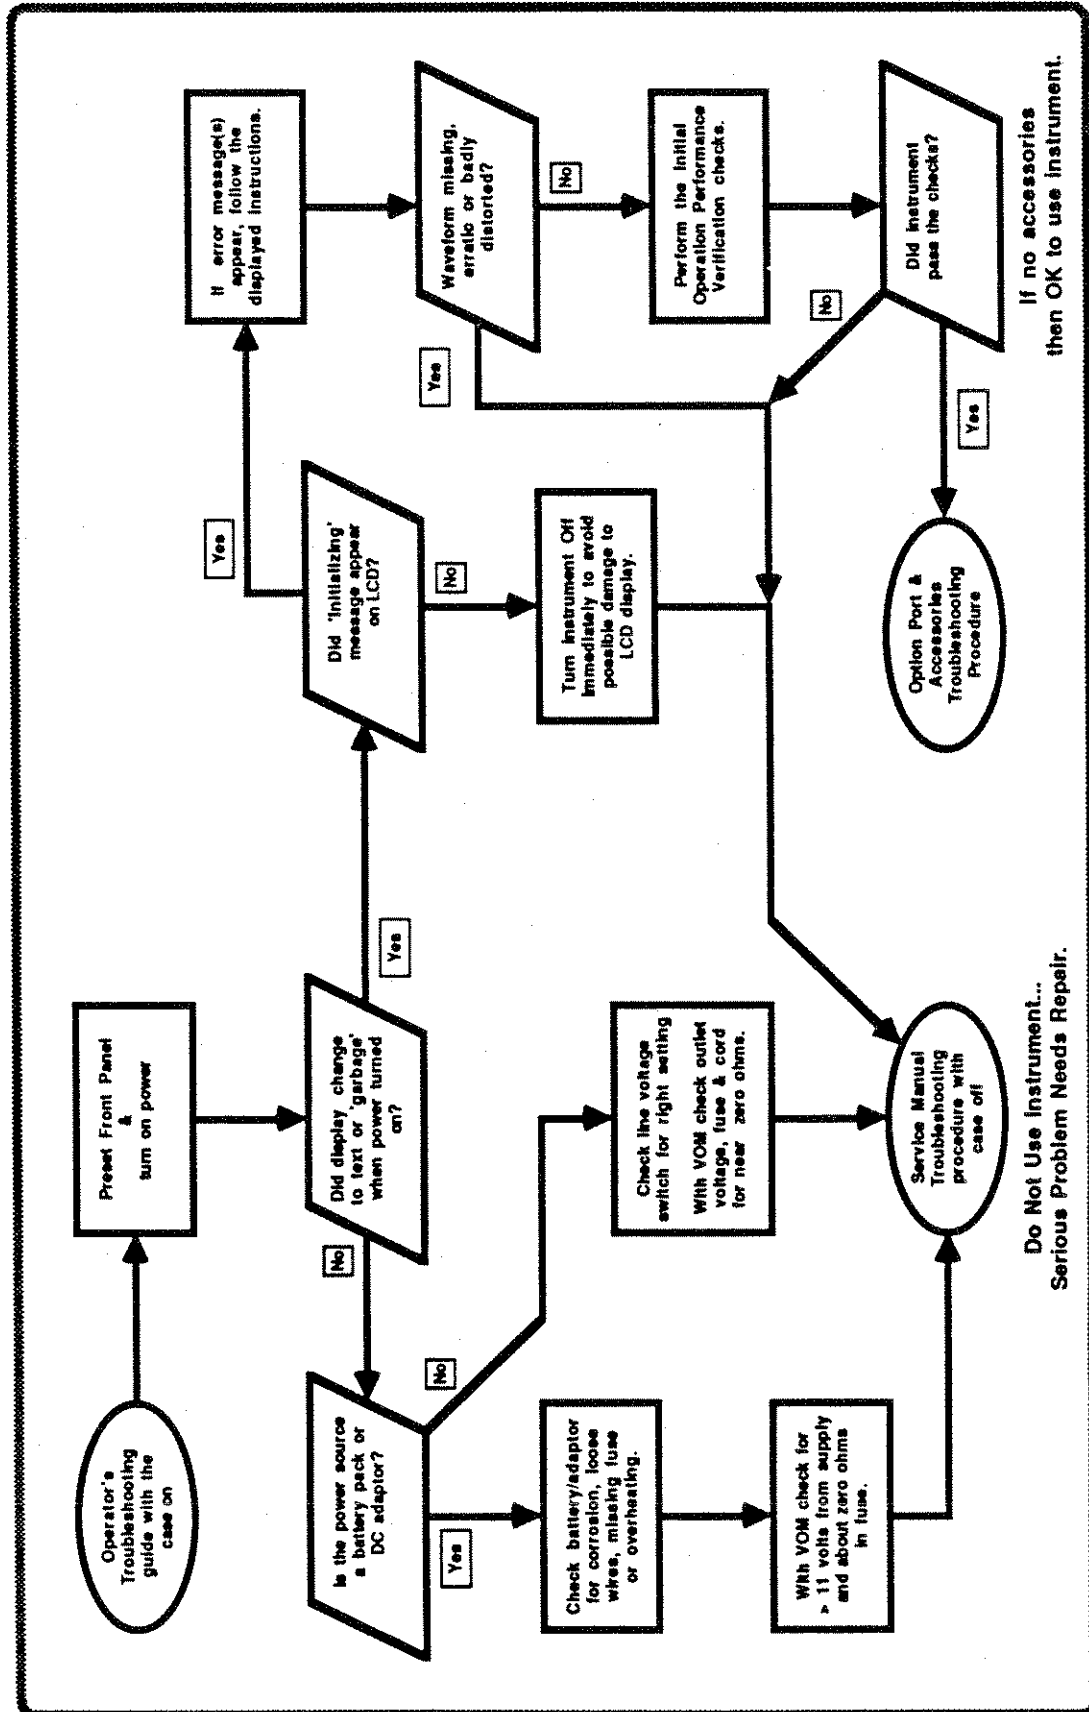 Operator's
Troubleshooting
guide with the
case on
Preset Front Panel
&
turn on power
Did display change
to text or 'garbage'
when power turned
on?
No
Yes
Is the power source
a battery pack or
DC adaptor?
No
Yes
Check battery/adaptor
for corrosion, loose
wires, missing fuse
or overheating.
With VOM check for
> 11 volts from supply
and about zero ohms
in fuse.
Check line voltage
switch for right setting
With VOM check outlet
voltage, fuse & cord
for near zero ohms.
Service Manual
Troubleshooting
procedure with
case off
Do Not Use Instrument...
Serious Problem Needs Repair.
Did 'Initializing'
message appear
on LCD?
Yes
No
Turn Instrument Off
immediately to avoid
possible damage to
LCD display.
If error message(s)
appear, follow the
displayed instructions.
Waveform missing,
erratic or badly
distorted?
Yes
No
Perform the Initial
Operation Performance
Verification checks.
Did instrument
pass the checks?
No
Yes
Option Port &
Accessories
Troubleshooting
Procedure
If no accessories
then OK to use instrument.